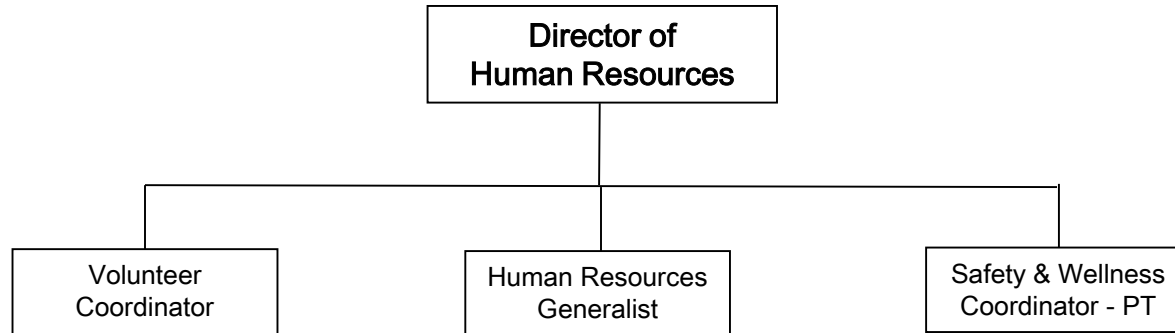 Director of
Human Resources
Volunteer
Coordinator
Human Resources
Generalist
Safety & Wellness
Coordinator - PT